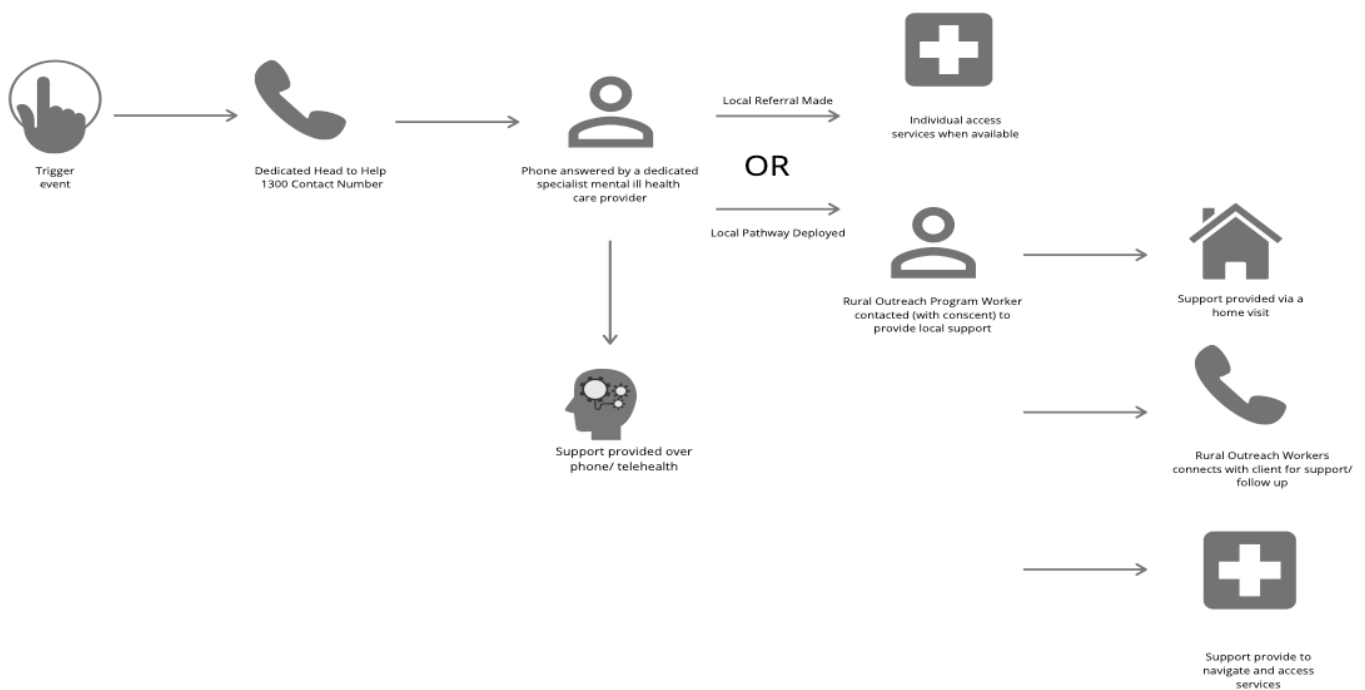 Trigger
event
Dedicated Head to Help
1300 Contact Number
Phone answered by a dedicated
specialist mental ill health
care provider
Support provided over
phone/ telehealth
Local Referral Made
OR
Local Pathway Deployed
Individual access
services when available
Rural Outreach Program Worker
contacted (with conscent) to
provide local support
Support provided via a
home visit
Rural Outreach Workers
connects with client for support/
follow up
Support provide to
navigate and access
services